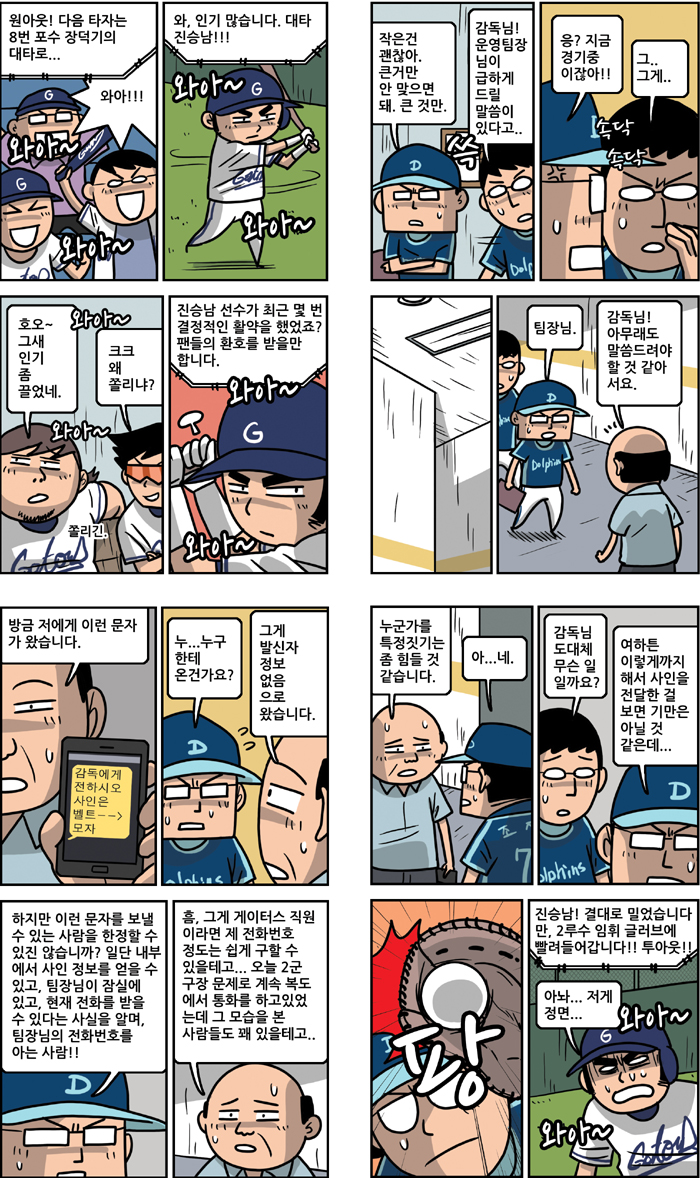 원아웃! 다음 타자는
8번 포수 장덕기의
대타로...
와아!!!
G
와아~
G
와아~
와, 인기 많습니다. 대타
진승남!!!
와아~
G
와아~
호오~
그새
인기
좀
끌었네.
와아~
크크
왜
쫄리냐?
와아~
쫄리긴.
Gators
진승남 선수가 최근 몇 번
결정적인 활약을 했었죠?
팬들의 환호를 받을만
합니다.
와아~
G
와아~
작은건
괜찮아.
큰거만
안 맞으면
돼. 큰 것만.
감독님!
운영팀장
님이
급하게
드릴
말씀이
있다고..
쓱
D
Dolphins
응? 지금
경기중
이잖아!!
그..
그게..
D
속닥
속닥
팀장님.
감독님!
아무래도
말씀드려야
할 것 같아
서요.
D
Dolphins
방금 저에게 이런 문자
가 왔습니다.
감독에게
전하시오
사인은
벨트-->
모자
누...누구
한테
온건가요?
그게
발신자
정보
없음
으로
왔습니다.
D
Dolphins
하지만 이런 문자를 보낼
수 있는 사람을 한정할 수
있진 않습니까? 일단 내부
에서 사인 정보를 얻을 수
있고, 팀장님이 잠실에
있고, 현재 전화를 받을
수 있다는 사실을 알며,
팀장님의 전화번호를
아는 사람!!
D
흠, 그게 게이터스 직원
이라면 제 전화번호
정도는 쉽게 구할 수
있을테고... 오늘 2군
구장 문제로 계속 복도
에서 통화를 하고있었
는데 그 모습을 본
사람들도 꽤 있을테고..
누군가를
특정짓기는
좀 힘들 것
같습니다.
아...네.
7
감독님
도대체
무슨 일
일까요?
여하튼
이렇게까지
해서 사인을
전달한 걸
보면 기만은
아닐 것
같은데...
D
Dolphins
팡
진승남! 결대로 밀었습니다
만, 2루수 임휘 글러브에
빨려들어갑니다!! 투아웃!!
아놔... 저게
정면...
와아~
와아~
Gators